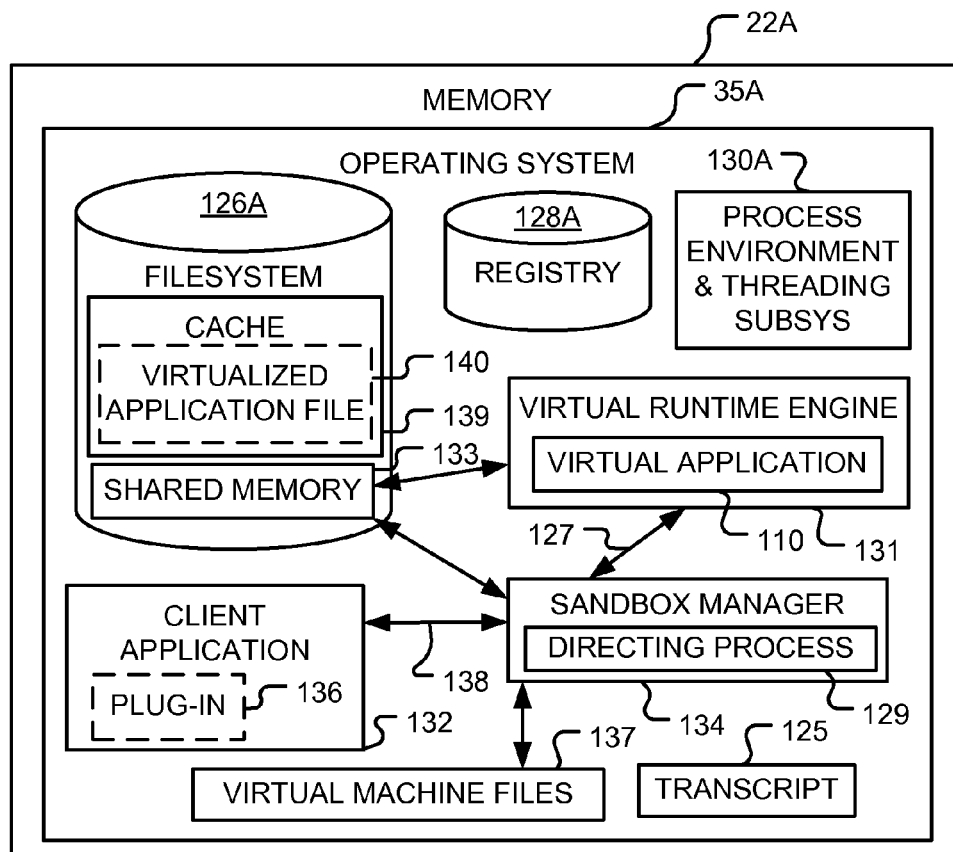 22A
MEMORY
35A
OPERATING SYSTEM
126A
FILESYSTEM
CACHE
VIRTUALIZED
APPLICATION FILE
140
139
133
SHARED MEMORY
128A
REGISTRY
130A
PROCESS
ENVIRONMENT
& THREADING
SUBSYS
VIRTUAL RUNTIME ENGINE
VIRTUAL APPLICATION
127
110
131
CLIENT
APPLICATION
PLUG-IN
136
132
138
SANDBOX MANAGER
DIRECTING PROCESS
134
129
137
VIRTUAL MACHINE FILES
125
TRANSCRIPT